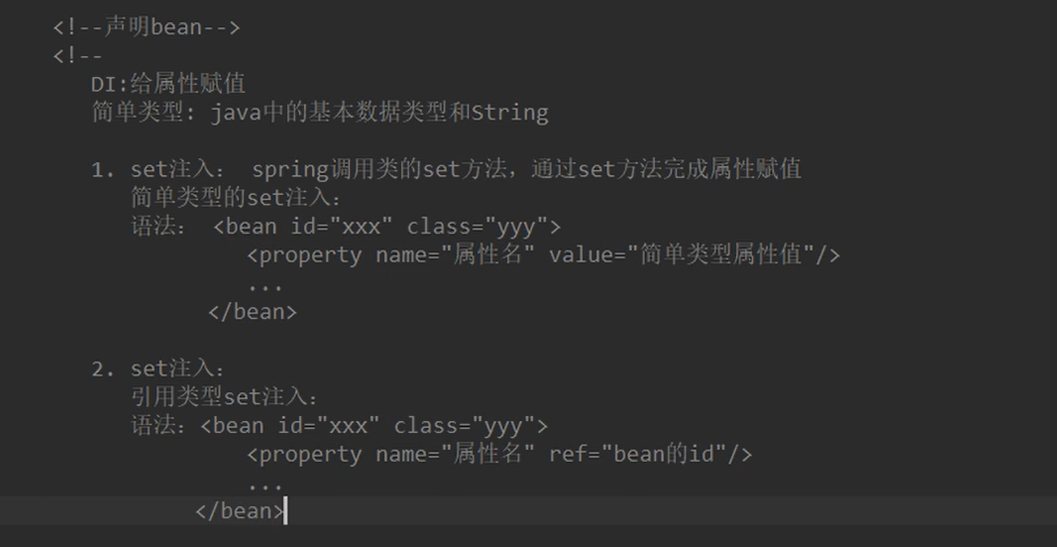 <!--声明bean-->
<!--
DI:给属性赋值
简单类型: java中的基本数据类型和String
1. set注入: spring调用类的set方法，通过set方法完成属性赋值
简单类型的set注入:
语法: <bean id="xxx" class="yyy">
<property name="属性名" value="简单类型属性值"/>
...
</bean>
2. set注入:
引用类型set注入:
语法:<bean id="xxx" class="yyy">
<property name="属性名" ref="bean的id"/>
...
</bean>